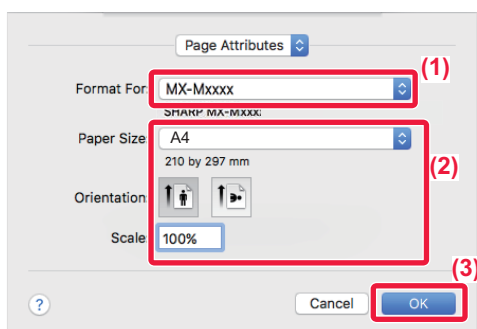 Page Attributes
(1)
Format For: MX-Mxxxx
SHARP MX-Mxxx:
Paper Size: A4
210 by 297 mm
(2)
Orientation:
Scale: 100%
(3)
? Cancel OK